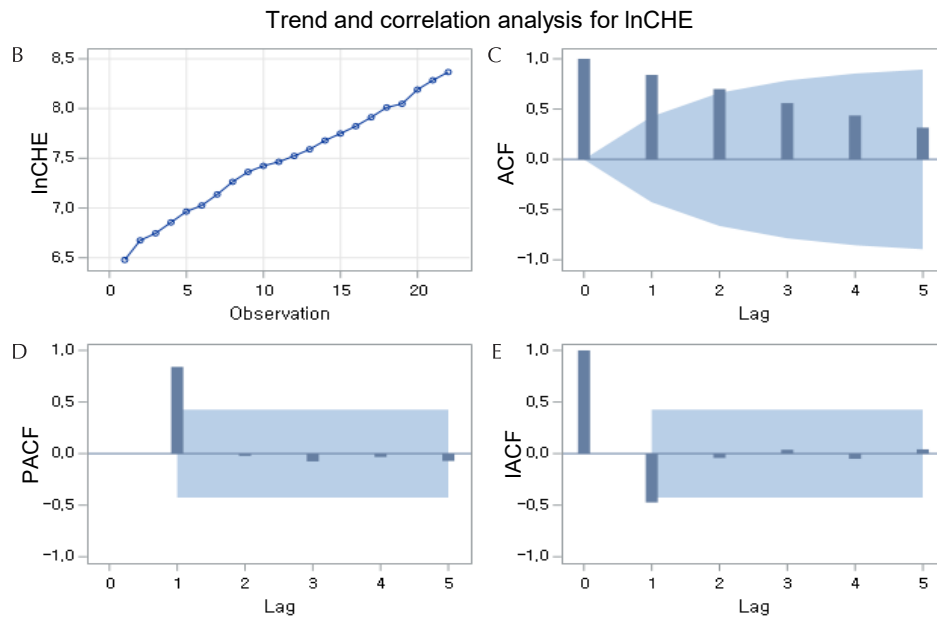 Trend and correlation analysis for lnCHE
B
lnCHE
8.5
8.0
7.5
7.0
6.5
0 5 10 15 20
Observation
C
ACF
1.0
0.5
0.0
−0.5
−1.0
0 1 2 3 4 5
Lag
D
PACF
1.0
0.5
0.0
−0.5
−1.0
0 1 2 3 4 5
Lag
E
IACF
1.0
0.5
0.0
−0.5
−1.0
0 1 2 3 4 5
Lag